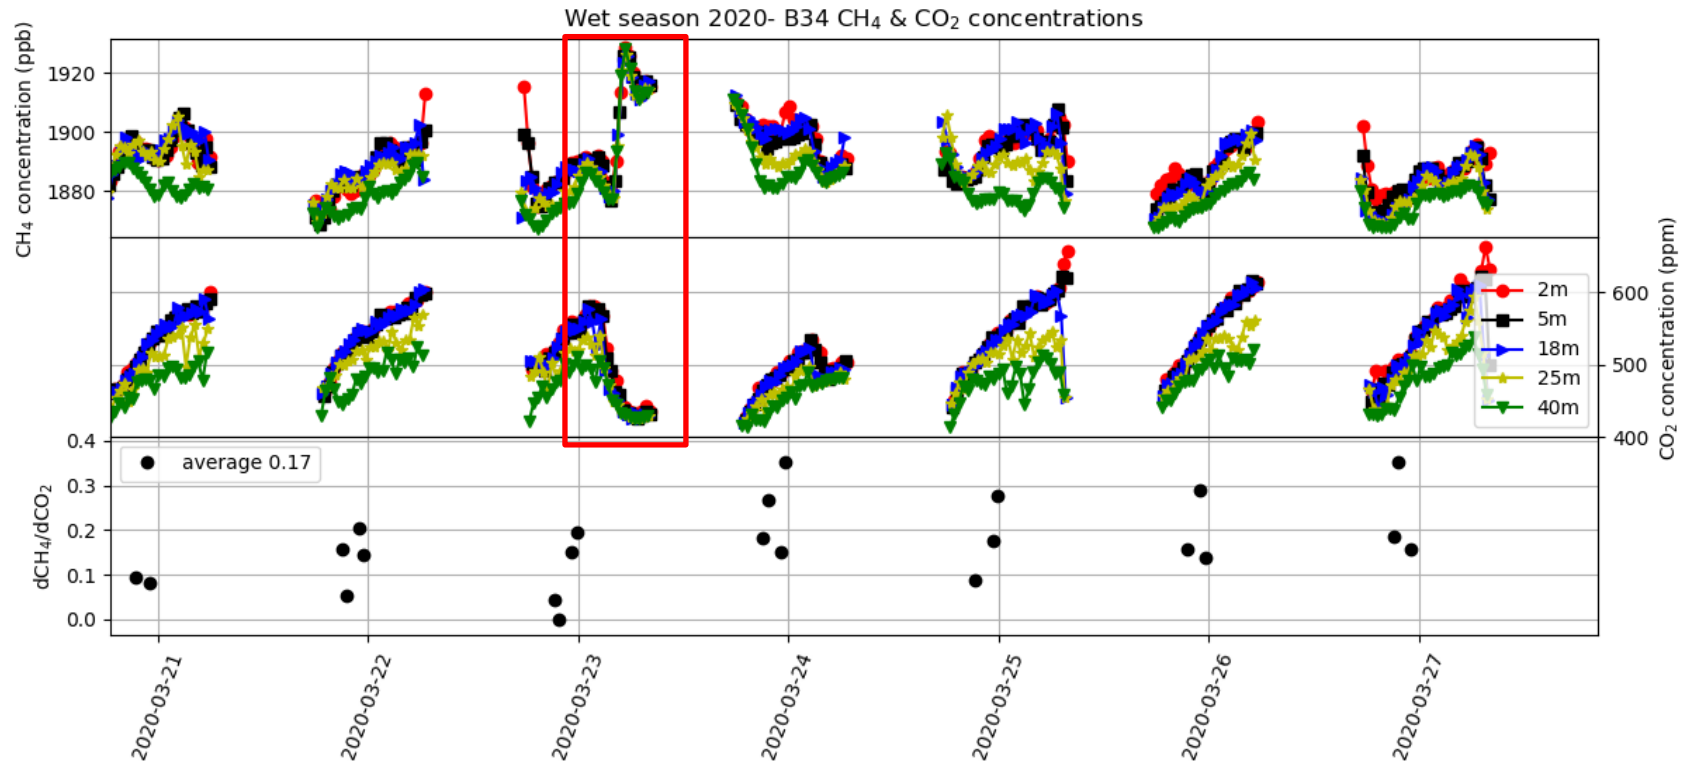 Wet season 2020- B34 CH₄ & CO₂ concentrations
CH₄ concentration (ppb)
1920
1900
1880
CO₂ concentration (ppm)
600
500
400
2m
5m
18m
25m
40m
dCH₄/dCO₂
0.4
0.3
0.2
0.1
0.0
average 0.17
2020-03-21
2020-03-22
2020-03-23
2020-03-24
2020-03-25
2020-03-26
2020-03-27